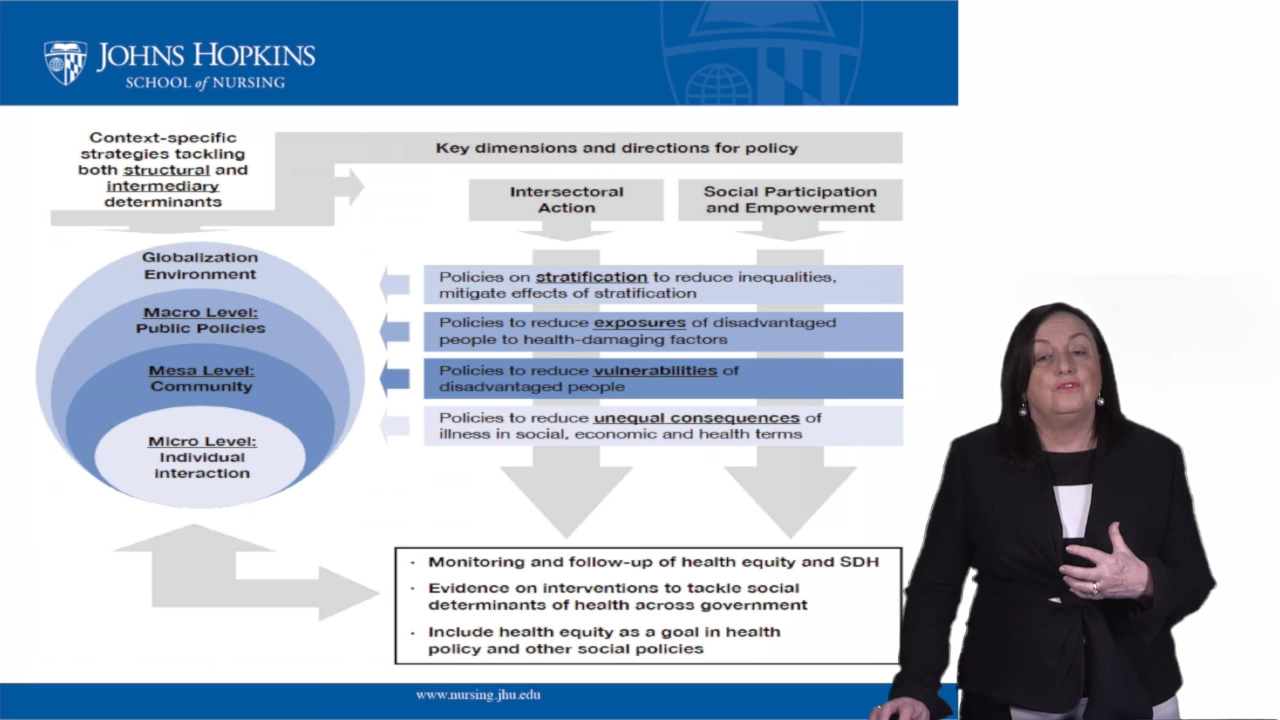 JOHNS HOPKINS
SCHOOL of NURSING
Context-specific
strategies tackling
both structural and
intermediary
determinants
Key dimensions and directions for policy
Intersectoral
Action
Social Participation
and Empowerment
Globalization
Environment
Macro Level:
Public Policies
Mesa Level:
Community
Micro Level:
Individual
interaction
Policies on stratification to reduce inequalities,
mitigate effects of stratification
Policies to reduce exposures of disadvantaged
people to health-damaging factors
Policies to reduce vulnerabilities of
disadvantaged people
Policies to reduce unequal consequences of
illness in social, economic and health terms
· Monitoring and follow-up of health equity and SDH
· Evidence on interventions to tackle social
determinants of health across government
· Include health equity as a goal in health
policy and other social policies
www.nursing.jhu.edu